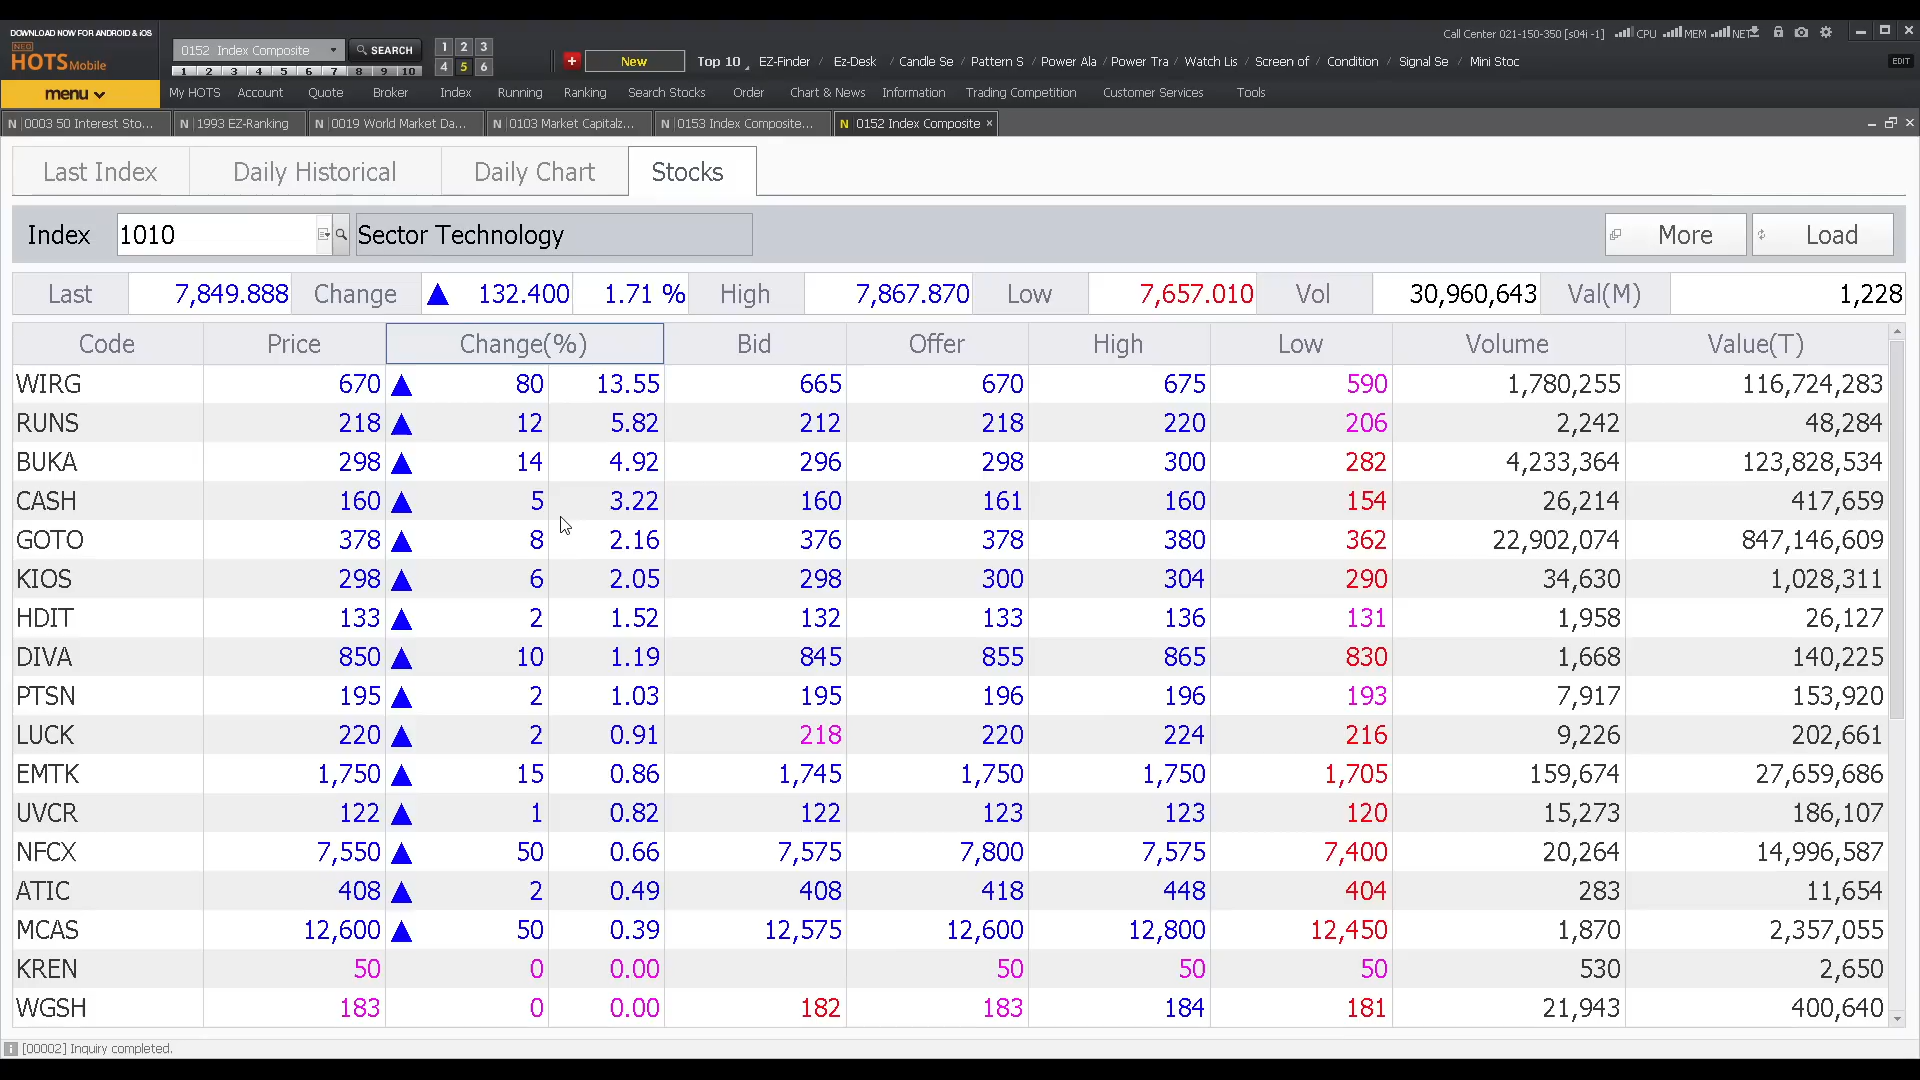 DOWNLOAD NOW FOR ANDROID & iOS
NEO
HOTS Mobile
0152 Index Composite SEARCH
1 2 3 4 5 6 7 8 9 10
1 2 3
4 5 6
New Top 10 EZ-Finder / Ez-Desk / Candle Se / Pattern S / Power Ala / Power Tra / Watch Lis / Screen of / Condition / Signal Se / Mini Stoc
Call Center 021-150-350 [s04i -1] CPU MEM NET
EDIT
menu My HOTS Account Quote Broker Index Running Ranking Search Stocks Order Chart & News Information Trading Competition Customer Services Tools
N 0003 50 Interest Sto... N 1993 EZ-Ranking N 0019 World Market Da... N 0103 Market Capitalz... N 0153 Index Composite... N 0152 Index Composite ×
Last Index Daily Historical Daily Chart Stocks
Index 1010 Sector Technology More Load
Last 7,849.888 Change ▲ 132.400 1.71 % High 7,867.870 Low 7,657.010 Vol 30,960,643 Val(M) 1,228
Code Price Change(%) Bid Offer High Low Volume Value(T)
WIRG 670 ▲ 80 13.55 665 670 675 590 1,780,255 116,724,283
RUNS 218 ▲ 12 5.82 212 218 220 206 2,242 48,284
BUKA 298 ▲ 14 4.92 296 298 300 282 4,233,364 123,828,534
CASH 160 ▲ 5 3.22 160 161 160 154 26,214 417,659
GOTO 378 ▲ 8 2.16 376 378 380 362 22,902,074 847,146,609
KIOS 298 ▲ 6 2.05 298 300 304 290 34,630 1,028,311
HDIT 133 ▲ 2 1.52 132 133 136 131 1,958 26,127
DIVA 850 ▲ 10 1.19 845 855 865 830 1,668 140,225
PTSN 195 ▲ 2 1.03 195 196 196 193 7,917 153,920
LUCK 220 ▲ 2 0.91 218 220 224 216 9,226 202,661
EMTK 1,750 ▲ 15 0.86 1,745 1,750 1,750 1,705 159,674 27,659,686
UVCR 122 ▲ 1 0.82 122 123 123 120 15,273 186,107
NFCX 7,550 ▲ 50 0.66 7,575 7,800 7,575 7,400 20,264 14,996,587
ATIC 408 ▲ 2 0.49 408 418 448 404 283 11,654
MCAS 12,600 ▲ 50 0.39 12,575 12,600 12,800 12,450 1,870 2,357,055
KREN 50 0 0.00 50 50 50 530 2,650
WGSH 183 0 0.00 182 183 184 181 21,943 400,640
[00002] Inquiry completed.